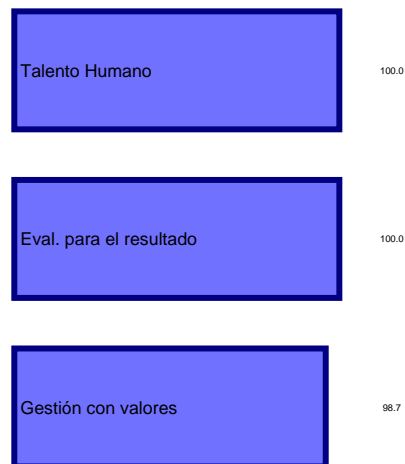 Talento Humano 100.0
Eval. para el resultado 100.0
Gestión con valores 98.7